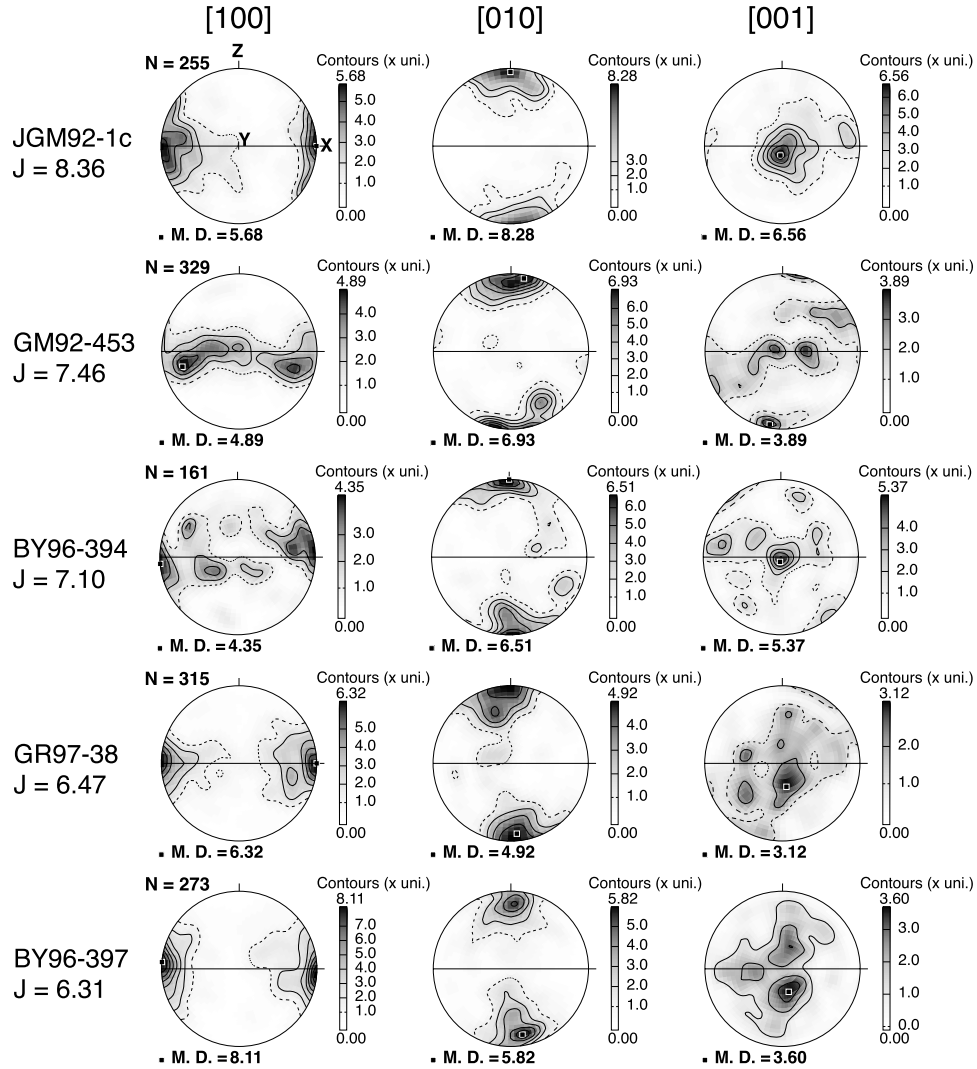 [100] [010] [001]
N = 255
Z
Y
X
JGM92-1c
J = 8.36
Contours (x uni.)
5.68
5.0
4.0
3.0
2.0
1.0
0.00
M. D. = 5.68
Contours (x uni.)
8.28
3.0
2.0
1.0
0.00
M. D. = 8.28
Contours (x uni.)
6.56
6.0
5.0
4.0
3.0
2.0
1.0
0.00
M. D. = 6.56
N = 329
GM92-453
J = 7.46
Contours (x uni.)
4.89
4.0
3.0
2.0
1.0
0.00
M. D. = 4.89
Contours (x uni.)
6.93
6.0
5.0
4.0
3.0
2.0
1.0
0.00
M. D. = 6.93
Contours (x uni.)
3.89
3.0
2.0
1.0
0.00
M. D. = 3.89
N = 161
BY96-394
J = 7.10
Contours (x uni.)
4.35
3.0
2.0
1.0
0.00
M. D. = 4.35
Contours (x uni.)
6.51
6.0
5.0
4.0
3.0
2.0
1.0
0.00
M. D. = 6.51
Contours (x uni.)
5.37
4.0
3.0
2.0
1.0
0.00
M. D. = 5.37
N = 315
GR97-38
J = 6.47
Contours (x uni.)
6.32
5.0
4.0
3.0
2.0
1.0
0.00
M. D. = 6.32
Contours (x uni.)
4.92
4.0
3.0
2.0
1.0
0.00
M. D. = 4.92
Contours (x uni.)
3.12
2.0
1.0
0.00
M. D. = 3.12
N = 273
BY96-397
J = 6.31
Contours (x uni.)
8.11
7.0
6.0
5.0
4.0
3.0
2.0
1.0
0.00
M. D. = 8.11
Contours (x uni.)
5.82
5.0
4.0
3.0
2.0
1.0
0.00
M. D. = 5.82
Contours (x uni.)
3.60
3.0
2.0
1.0
0.0
0.00
M. D. = 3.60